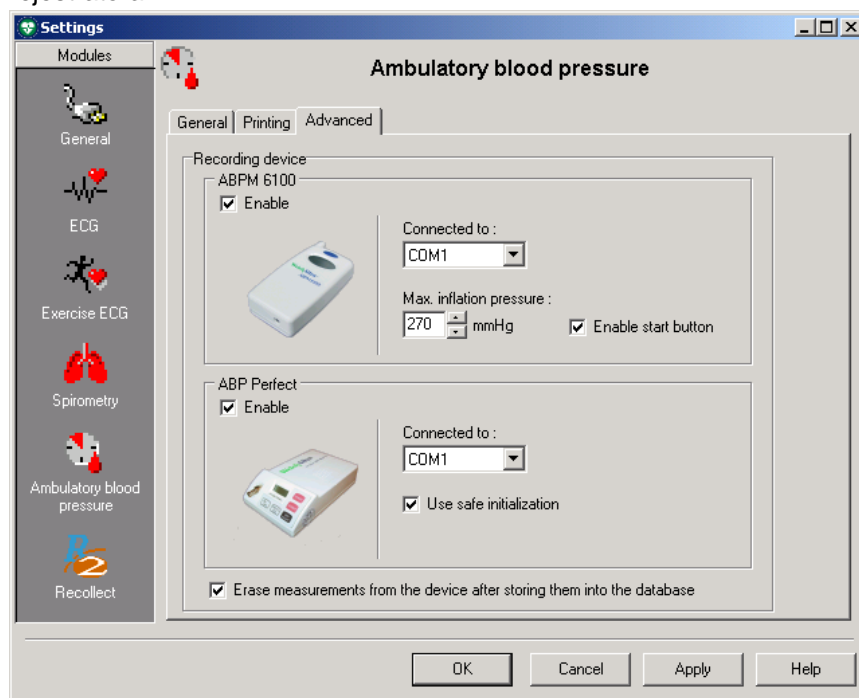 Settings
Modules
General
ECG
Exercise ECG
Spirometry
Ambulatory blood
pressure
Recollect
Ambulatory blood pressure
General
Printing
Advanced
Recording device
ABPM 6100
Enable
Connected to :
COM1
Max. inflation pressure :
270 mmHg
Enable start button
ABP Perfect
Enable
Connected to :
COM1
Use safe initialization
Erase measurements from the device after storing them into the database
OK
Cancel
Apply
Help